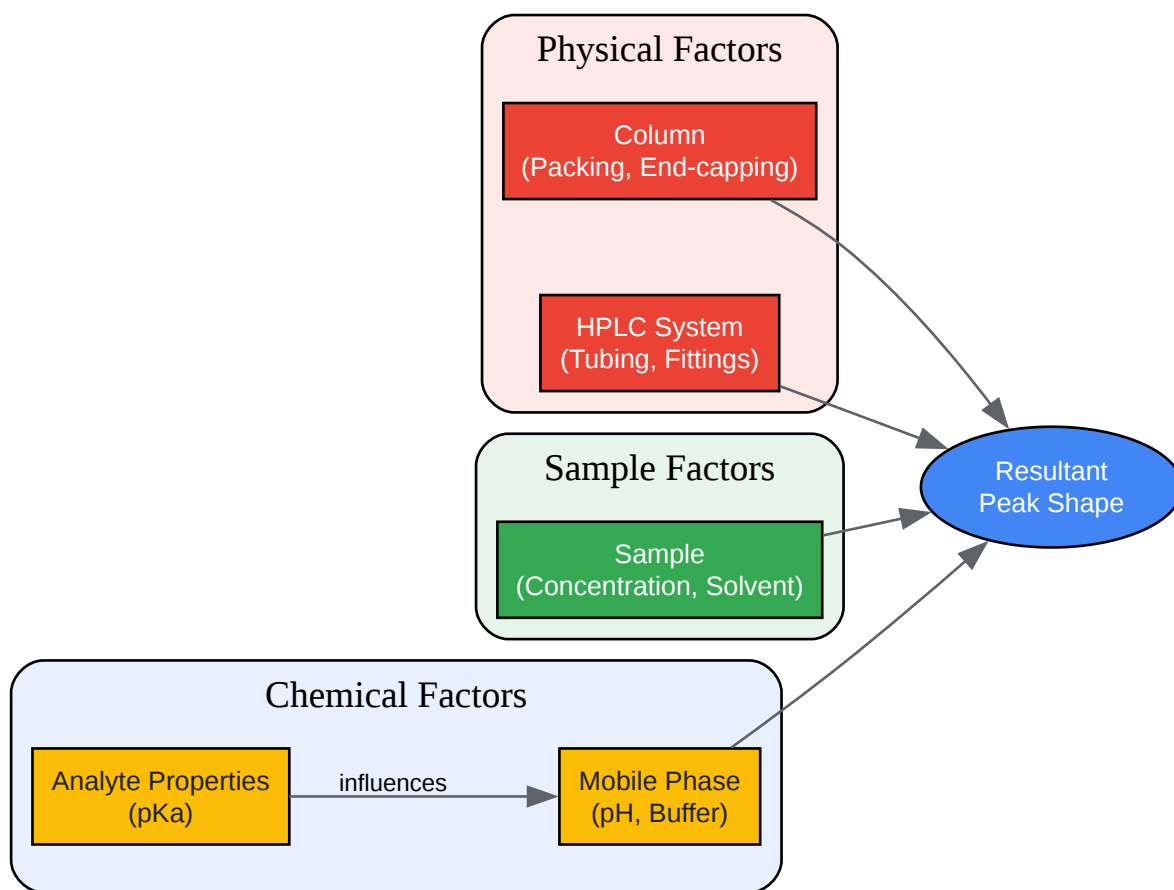 Physical Factors
Column
(Packing, End-capping)
HPLC System
(Tubing, Fittings)
Sample Factors
Sample
(Concentration, Solvent)
Resultant
Peak Shape
Chemical Factors
Analyte Properties
(pKa)
influences
Mobile Phase
(pH, Buffer)